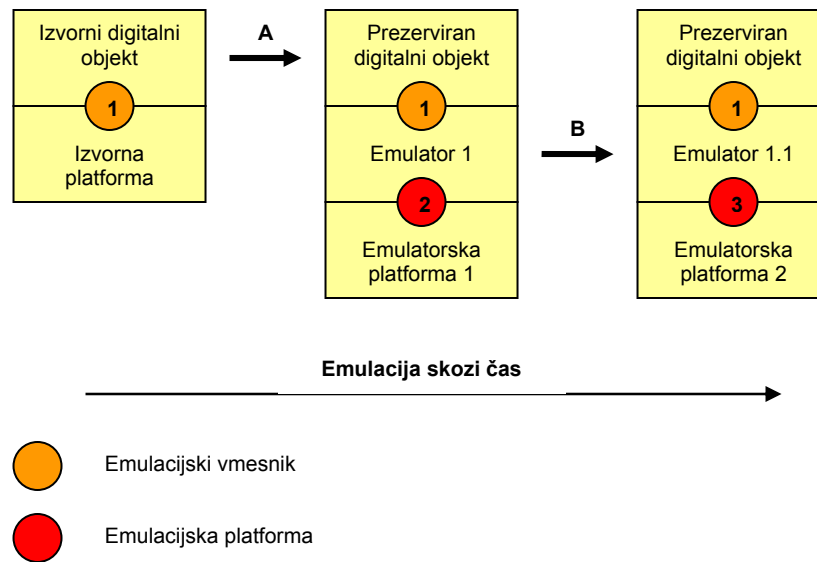 Izvorni digitalni
objekt
1
Izvorna
platforma
A
Prezerviran
digitalni objekt
1
Emulator 1
2
Emulatorska
platforma 1
B
Prezerviran
digitalni objekt
1
Emulator 1.1
3
Emulatorska
platforma 2
Emulacija skozi čas
Emulacijski vmesnik
Emulacijska platforma